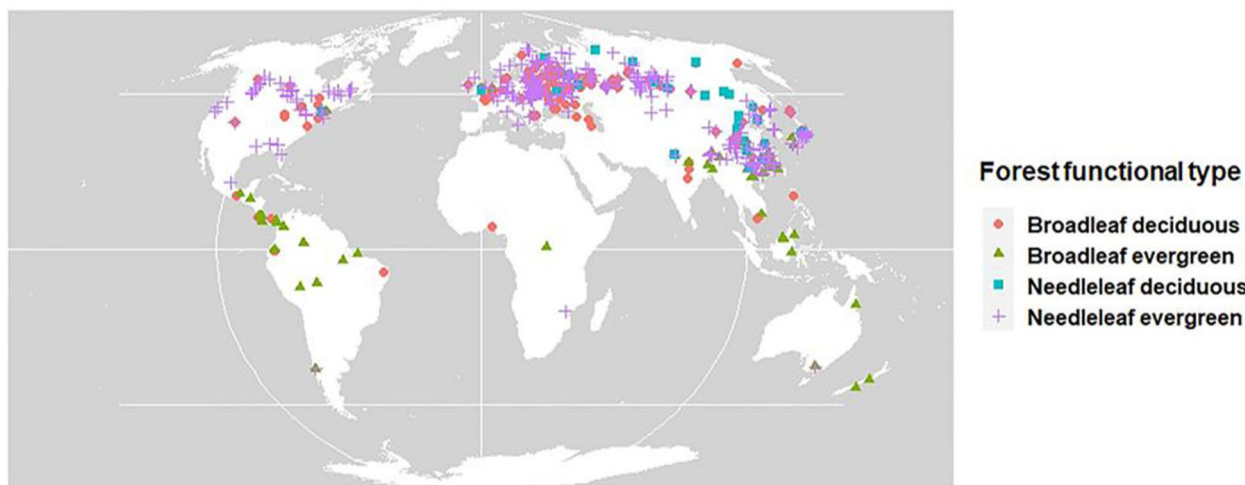 Forest functional type
Broadleaf deciduous
Broadleaf evergreen
Needleleaf deciduous
Needleleaf evergreen